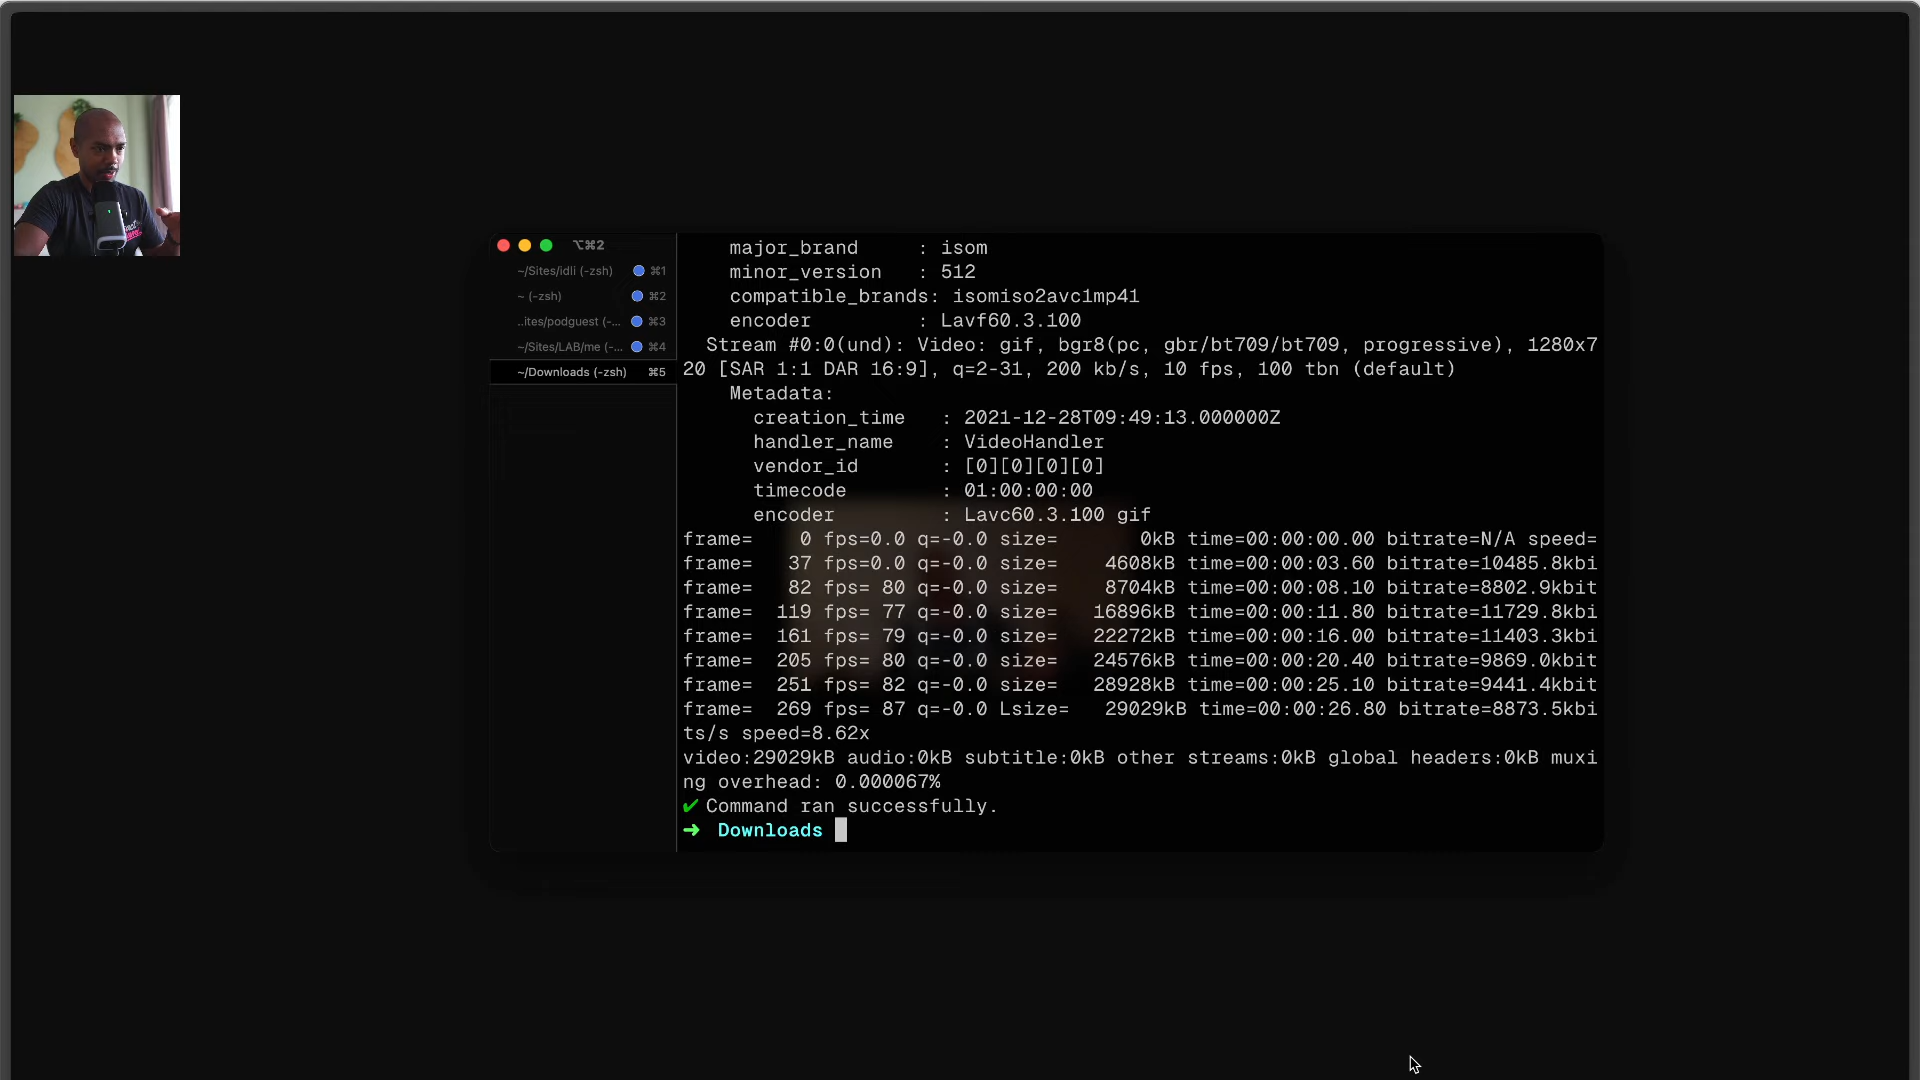 ⌥⌘2
~/Sites/idli (-zsh) ⌘1
~ (-zsh) ⌘2
..ites/podguest (-... ⌘3
~/Sites/LAB/me (-... ⌘4
~/Downloads (-zsh) ⌘5
major_brand : isom
minor_version : 512
compatible_brands: isomiso2avc1mp41
encoder : Lavf60.3.100
Stream #0:0(und): Video: gif, bgr8(pc, gbr/bt709/bt709, progressive), 1280x7
20 [SAR 1:1 DAR 16:9], q=2-31, 200 kb/s, 10 fps, 100 tbn (default)
Metadata:
creation_time : 2021-12-28T09:49:13.000000Z
handler_name : VideoHandler
vendor_id : [0][0][0][0]
timecode : 01:00:00:00
encoder : Lavc60.3.100 gif
frame= 0 fps=0.0 q=-0.0 size= 0kB time=00:00:00.00 bitrate=N/A speed=
frame= 37 fps=0.0 q=-0.0 size= 4608kB time=00:00:03.60 bitrate=10485.8kbi
frame= 82 fps= 80 q=-0.0 size= 8704kB time=00:00:08.10 bitrate=8802.9kbit
frame= 119 fps= 77 q=-0.0 size= 16896kB time=00:00:11.80 bitrate=11729.8kbi
frame= 161 fps= 79 q=-0.0 size= 22272kB time=00:00:16.00 bitrate=11403.3kbi
frame= 205 fps= 80 q=-0.0 size= 24576kB time=00:00:20.40 bitrate=9869.0kbit
frame= 251 fps= 82 q=-0.0 size= 28928kB time=00:00:25.10 bitrate=9441.4kbit
frame= 269 fps= 87 q=-0.0 Lsize= 29029kB time=00:00:26.80 bitrate=8873.5kbi
ts/s speed=8.62x
video:29029kB audio:0kB subtitle:0kB other streams:0kB global headers:0kB muxi
ng overhead: 0.000067%
✔ Command ran successfully.
➜ Downloads